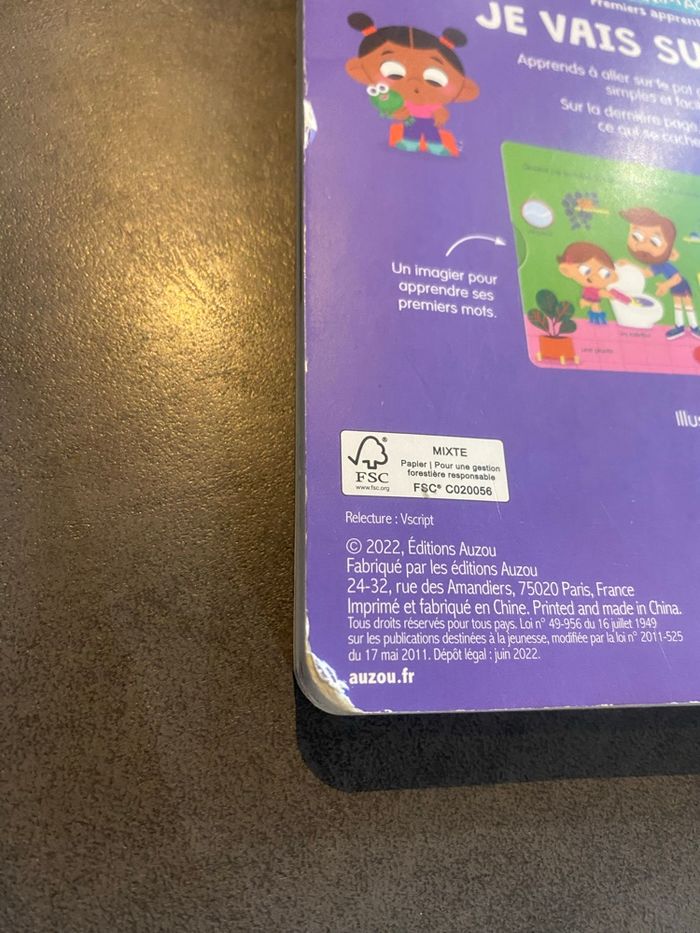 Premiers apprent
JE VAIS SU
Apprends à aller sur le pot
simples et
Sur la dernière pag
ce qui se cache
Un imagier pour
apprendre ses
premiers mots.
une plante
Illus
FSC®
www.fsc.org
MIXTE
Papier | Pour une gestion
forestière responsable
FSC® C020056
Relecture : Vscript
© 2022, Éditions Auzou
Fabriqué par les éditions Auzou
24-32, rue des Amandiers, 75020 Paris, France
Imprimé et fabriqué en Chine. Printed and made in China.
Tous droits réservés pour tous pays. Loi n° 49-956 du 16 juillet 1949
sur les publications destinées à la jeunesse, modifiée par la loi n° 2011-525
du 17 mai 2011. Dépôt légal : juin 2022.
auzou.fr